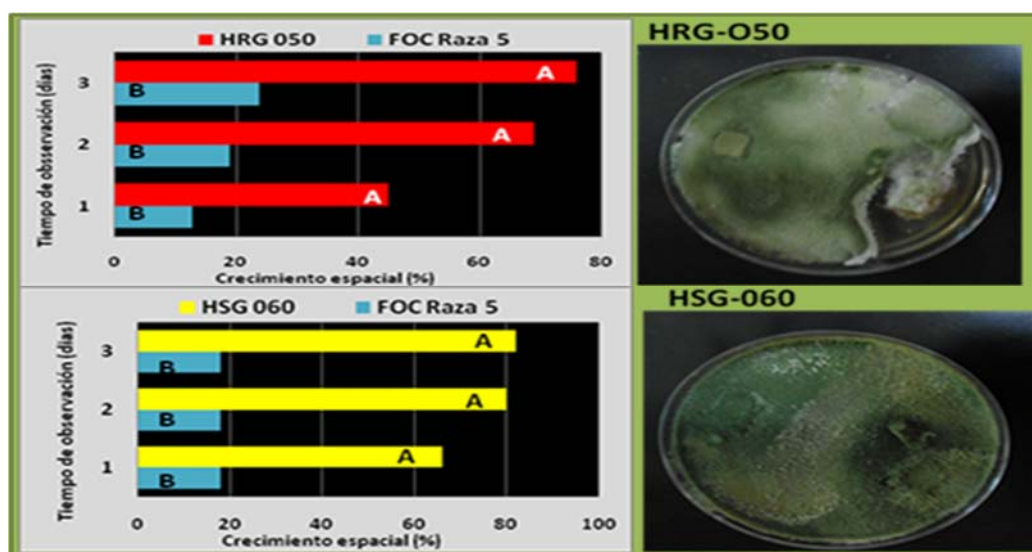 HRG 050 FOC Raza 5
Tiempo de obsservación (días)
3
A
B
2
A
B
1
A
B
0 20 40 60 80
Crecimiento espacial (%)
HRG-O50
HSG 060 FOC Raza 5
Tiempo de observación (días)
3
A
B
2
A
B
1
A
B
0 20 40 60 80 100
Crecimiento espacial (%)
HSG-060